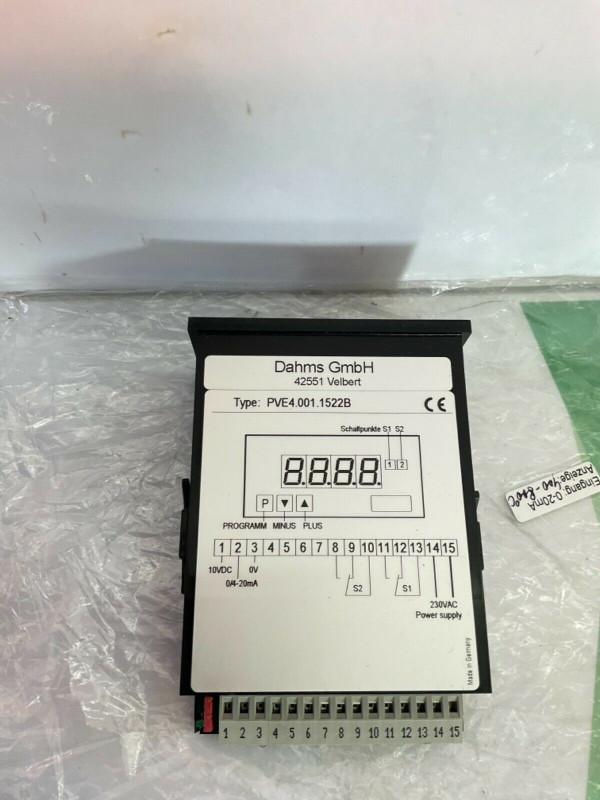 Dahms GmbH
42551 Velbert
Type: PVE4.001.1522B
CE
Schaltpunkte S1 S2
8.8.8.8.
1 2
P
PROGRAMM MINUS PLUS
1 2 3 4 5 6 7 8 9 10 11 12 13 14 15
10VDC 0V
0/4-20mA
S2 S1
230VAC
Power supply
Made in Germany
1 2 3 4 5 6 7 8 9 10 11 12 13 14 15
Eingang 0-20mA
Anzeige